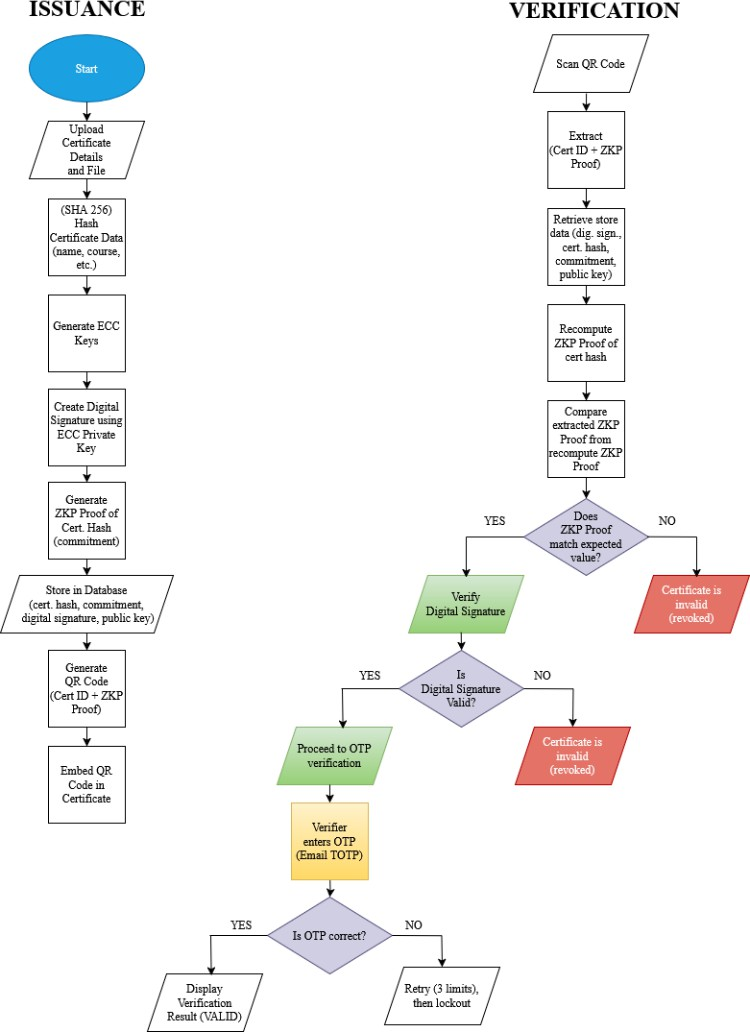 ISSUANCE
Start
Upload
Certificate
Details
and File
(SHA 256)
Hash
Certificate Data
(name, course,
etc.)
Generate ECC
Keys
Create Digital
Signature using
ECC Private
Key
Generate
ZKP Proof of
Cert. Hash
(commitment)
Store in Database
(cert. hash, commitment,
digital signature, public key)
Generate
QR Code
(Cert ID + ZKP
Proof)
Embed QR
Code in
Certificate
VERIFICATION
Scan QR Code
Extract
(Cert ID + ZKP
Proof)
Retrieve store
data (dig. sign.,
cert. hash,
commitment,
public key)
Recompute
ZKP Proof of
cert hash
Compare
extracted ZKP
Proof from
recompute ZKP
Proof
Does
ZKP Proof
match expected
value?
YES
NO
Verify
Digital Signature
Certificate is
invalid
(revoked)
Is
Digital Signature
Valid?
YES
NO
Proceed to OTP
verification
Certificate is
invalid
(revoked)
Verifier
enters OTP
(Email TOTP)
Is OTP correct?
YES
NO
Display
Verification
Result (VALID)
Retry (3 limits),
then lockout